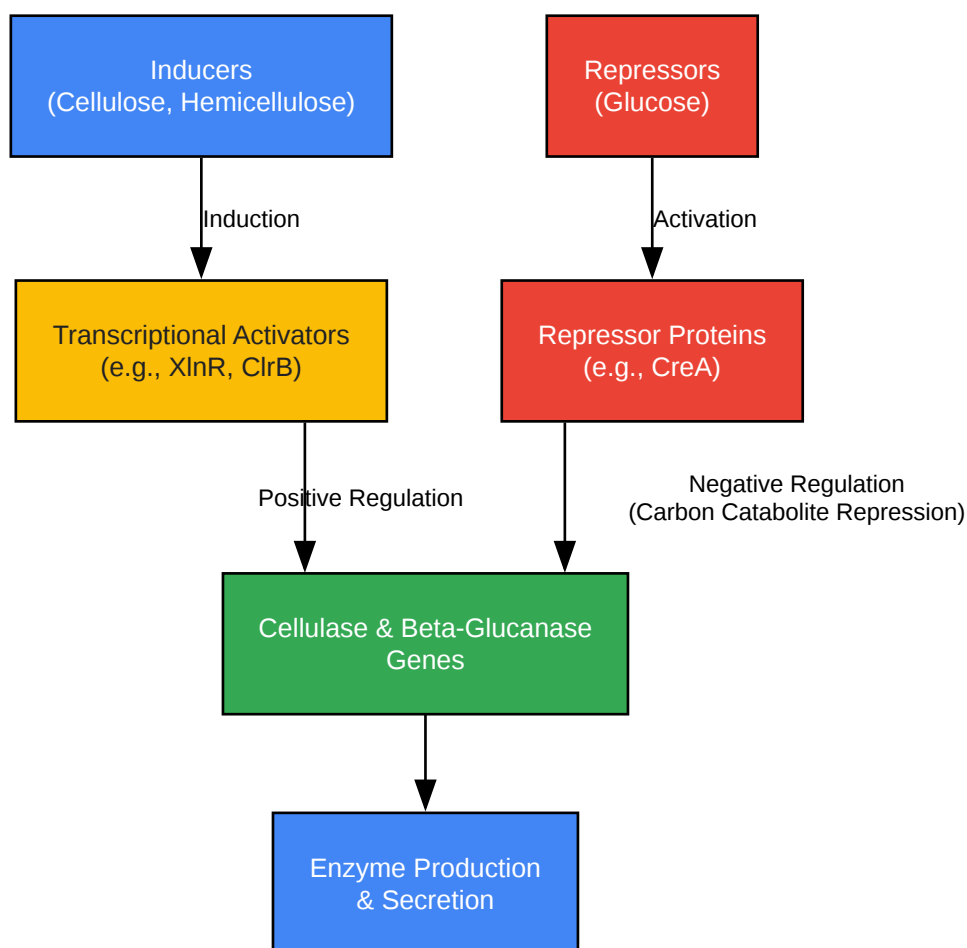 Inducers
(Cellulose, Hemicellulose)
Repressors
(Glucose)
Induction
Activation
Transcriptional Activators
(e.g., XlnR, ClrB)
Repressor Proteins
(e.g., CreA)
Positive Regulation
Negative Regulation
(Carbon Catabolite Repression)
Cellulase & Beta-Glucanase
Genes
Enzyme Production
& Secretion